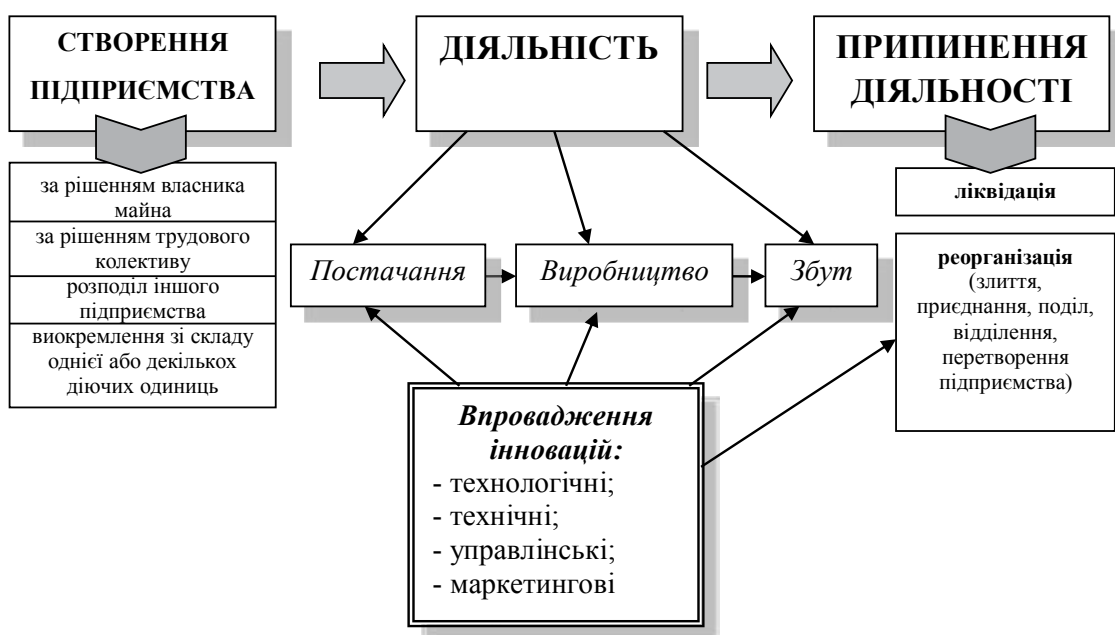 СТВОРЕННЯ
ПІДПРИЄМСТВА
ДІЯЛЬНІСТЬ
ПРИПИНЕННЯ
ДІЯЛЬНОСТІ
за рішенням власника
майна
за рішенням трудового
колективу
розподіл іншого
підприємства
виокремлення зі складу
однієї або декількох
діючих одиниць
Постачання
Виробництво
Збут
ліквідація
реорганізація
(злиття,
приєднання, поділ,
відділення,
перетворення
підприємства)
Впровадження
інновацій:
- технологічні;
- технічні;
- управлінські;
- маркетингові